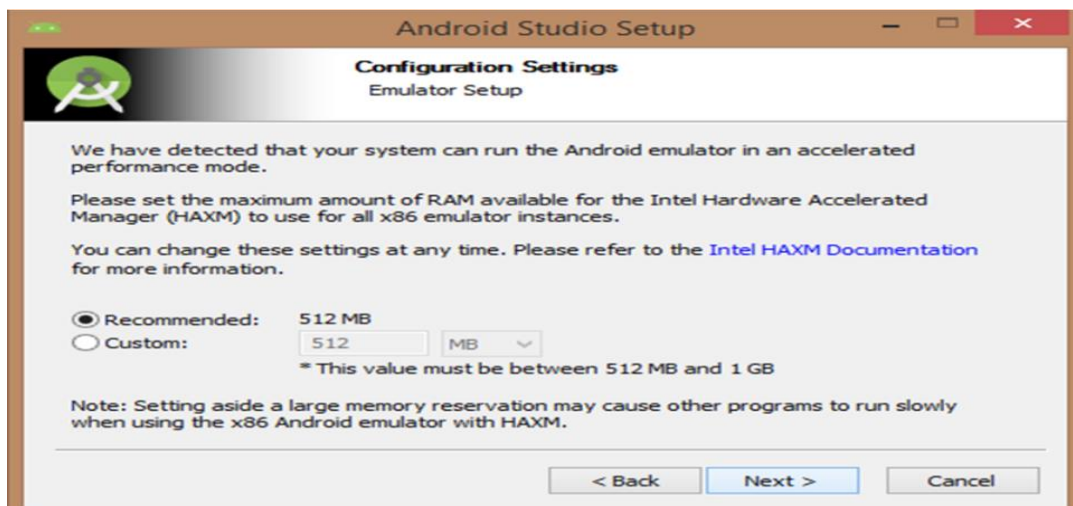 Android Studio Setup
Configuration Settings
Emulator Setup
We have detected that your system can run the Android emulator in an accelerated
performance mode.
Please set the maximum amount of RAM available for the Intel Hardware Accelerated
Manager (HAXM) to use for all x86 emulator instances.
You can change these settings at any time. Please refer to the Intel HAXM Documentation
for more information.
Recommended: 512 MB
Custom: 512 MB
* This value must be between 512 MB and 1 GB
Note: Setting aside a large memory reservation may cause other programs to run slowly
when using the x86 Android emulator with HAXM.
< Back Next > Cancel